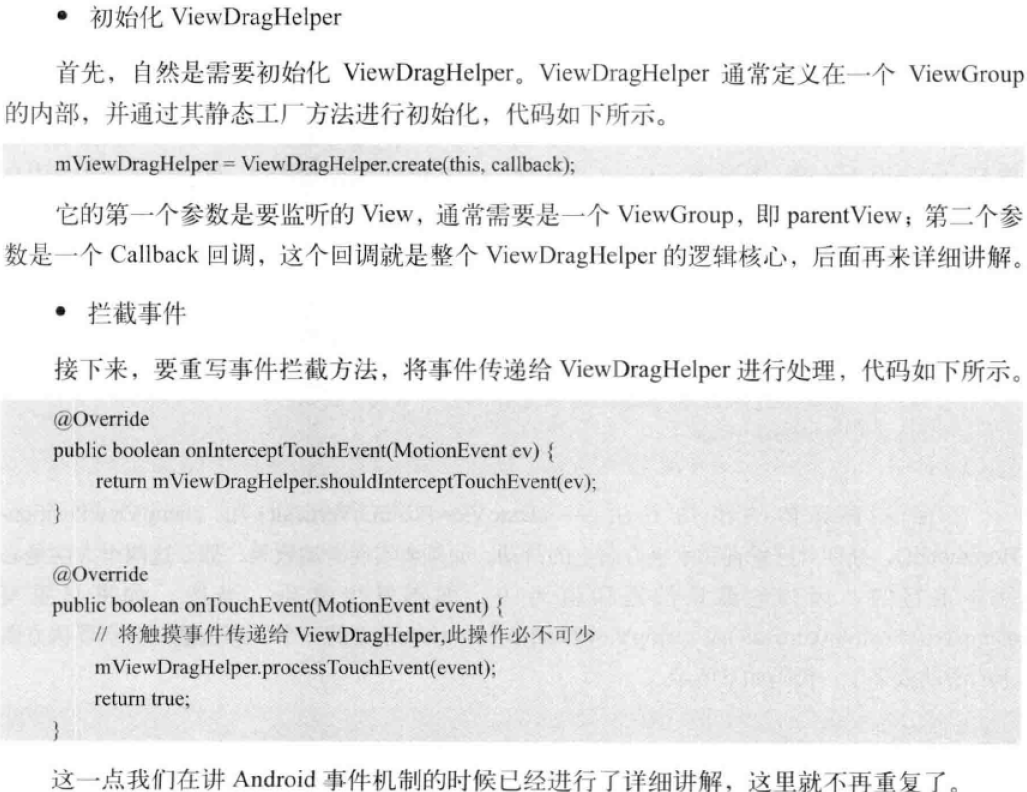 • 初始化 ViewDragHelper
首先，自然是需要初始化 ViewDragHelper。ViewDragHelper 通常定义在一个 ViewGroup
的内部，并通过其静态工厂方法进行初始化，代码如下所示。
mViewDragHelper = ViewDragHelper.create(this, callback);
它的第一个参数是要监听的 View，通常需要是一个 ViewGroup，即 parentView；第二个参
数是一个 Callback 回调，这个回调就是整个 ViewDragHelper 的逻辑核心，后面再来详细讲解。
• 拦截事件
接下来，要重写事件拦截方法，将事件传递给 ViewDragHelper 进行处理，代码如下所示。
@Override
public boolean onInterceptTouchEvent(MotionEvent ev) {
return mViewDragHelper.shouldInterceptTouchEvent(ev);
}
@Override
public boolean onTouchEvent(MotionEvent event) {
// 将触摸事件传递给 ViewDragHelper,此操作必不可少
mViewDragHelper.processTouchEvent(event);
return true;
}
这一点我们在讲 Android 事件机制的时候已经进行了详细讲解，这里就不再重复了。